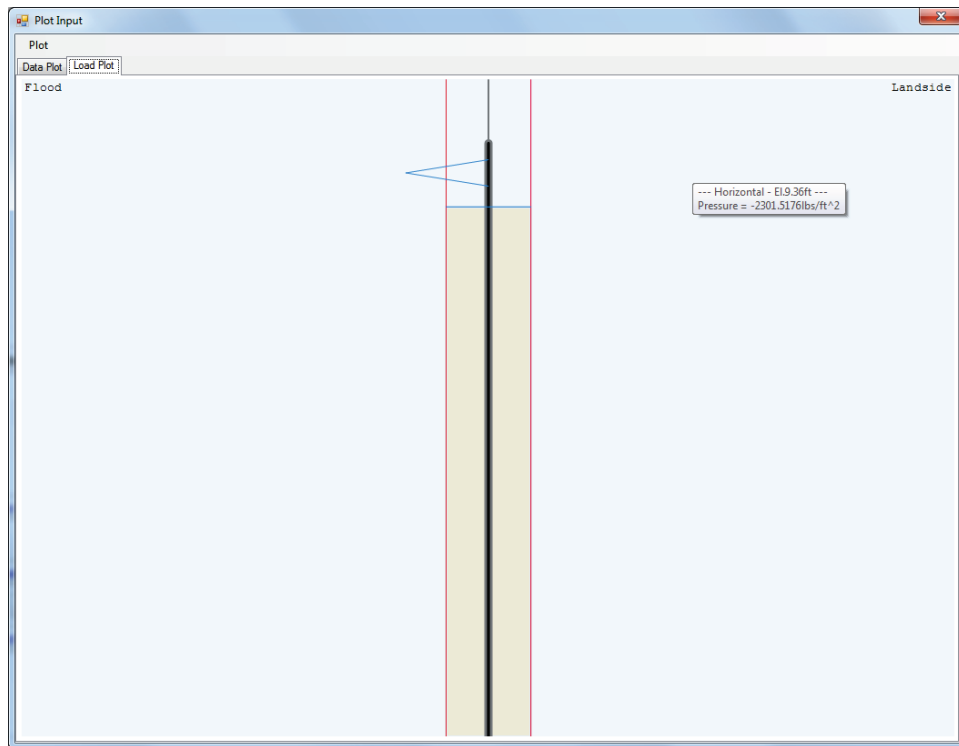 Plot Input
Plot
Data Plot Load Plot
Flood Landside
--- Horizontal - El.9.36ft ---
Pressure = -2301.5176lbs/ft^2